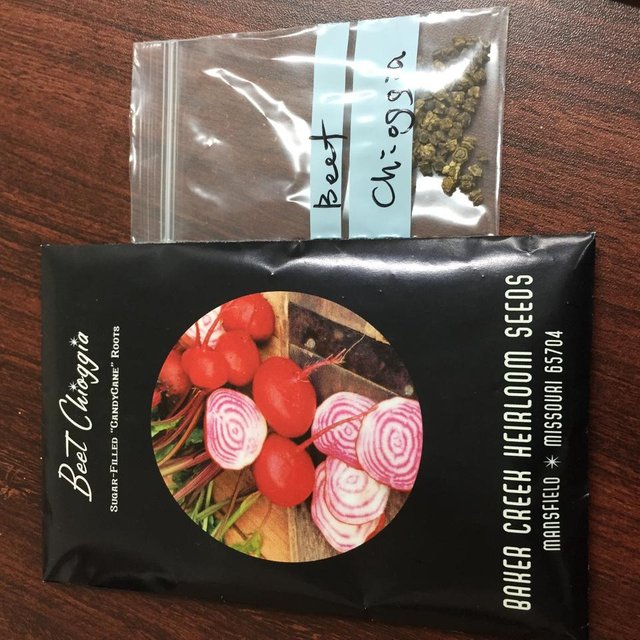 Beet
Chioggia
Beet Chioggia
Sugar-Filled "CandyCane" Roots
BAKER CREEK HEIRLOOM SEEDS
MANSFIELD * MISSOURI 65704